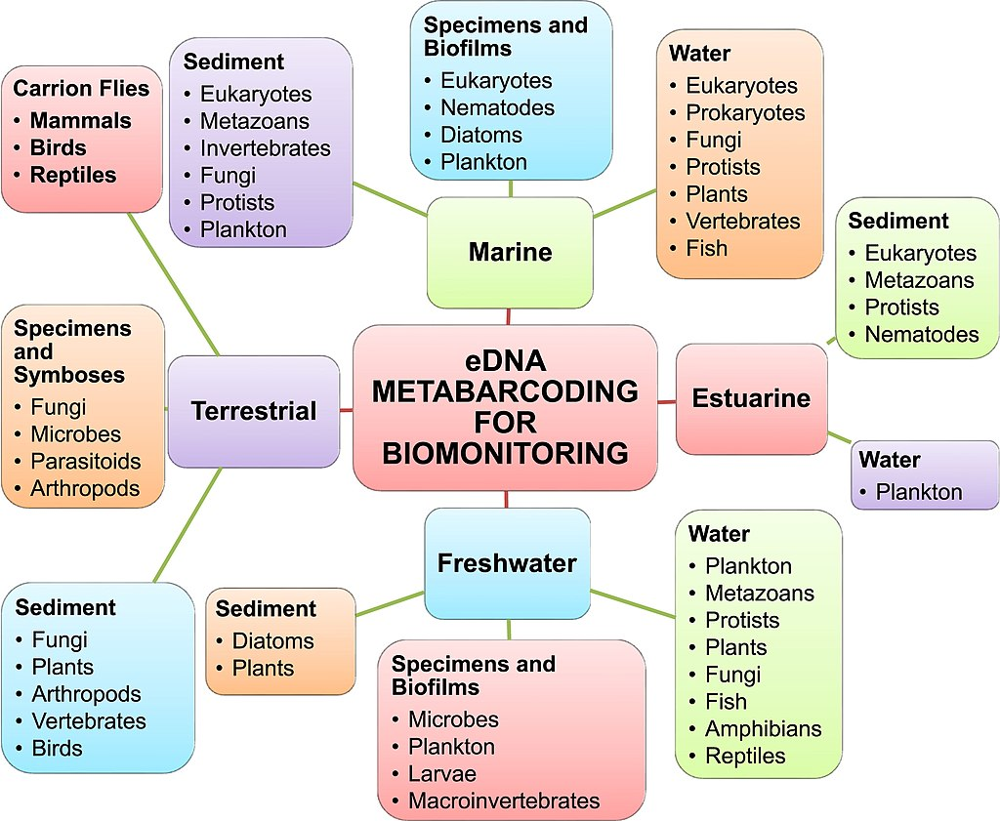 Specimens and
Biofilms
• Eukaryotes
• Nematodes
• Diatoms
• Plankton
Sediment
• Eukaryotes
• Metazoans
• Invertebrates
• Fungi
• Protists
• Plankton
Water
• Eukaryotes
• Prokaryotes
• Fungi
• Protists
• Plants
• Vertebrates
• Fish
Carrion Flies
• Mammals
• Birds
• Reptiles
Marine
Sediment
• Eukaryotes
• Metazoans
• Protists
• Nematodes
Specimens
and
Symboses
• Fungi
• Microbes
• Parasitoids
• Arthropods
Terrestrial
eDNA
METABARCODING
FOR
BIOMONITORING
Estuarine
Water
• Plankton
Freshwater
Water
• Plankton
• Metazoans
• Protists
• Plants
• Fungi
• Fish
• Amphibians
• Reptiles
Sediment
• Fungi
• Plants
• Arthropods
• Vertebrates
• Birds
Sediment
• Diatoms
• Plants
Specimens and
Biofilms
• Microbes
• Plankton
• Larvae
• Macroinvertebrates